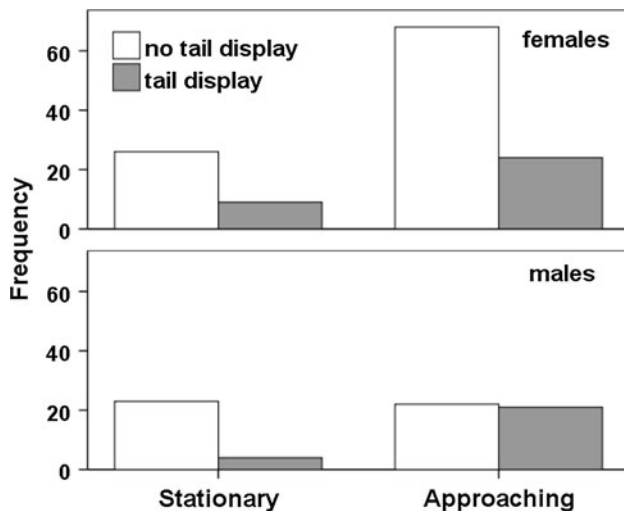 females
no tail display
tail display
60
40
20
0
Frequency
males
60
40
20
0
Stationary
Approaching